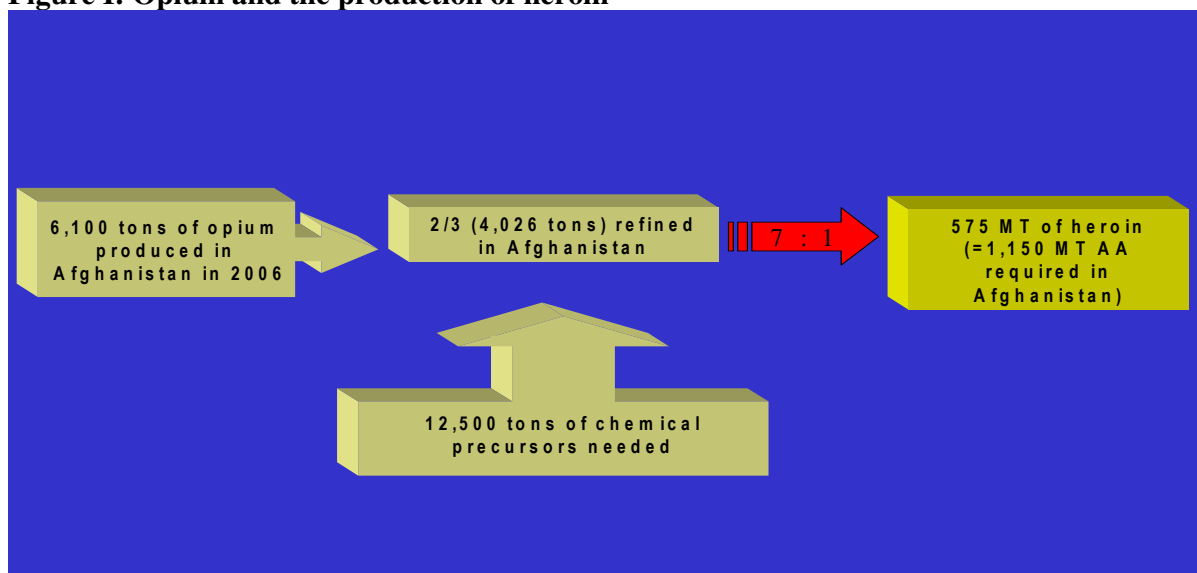 Figure 1: Opium and the production of heroin
6,100 tons of opium
produced in
Afghanistan in 2006
2/3 (4,026 tons) refined
in Afghanistan
7 : 1
575 MT of heroin
(=1,150 MT AA
required in
Afghanistan)
12,500 tons of chemical
precursors needed